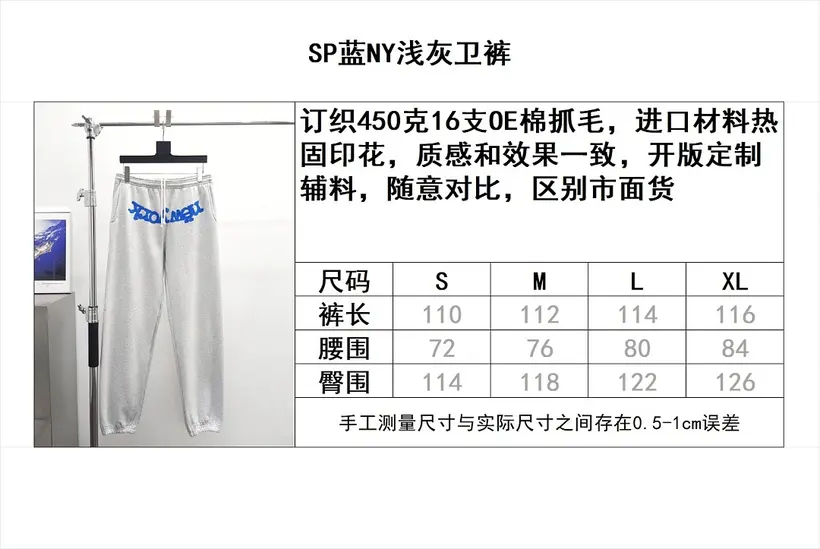 SP蓝NY浅灰卫裤
订织450克16支OE棉抓毛，进口材料热
固印花，质感和效果一致，开版定制
辅料，随意对比，区别市面货
尺码 S M L XL
裤长 110 112 114 116
腰围 72 76 80 84
臀围 114 118 122 126
手工测量尺寸与实际尺寸之间存在0.5-1cm误差